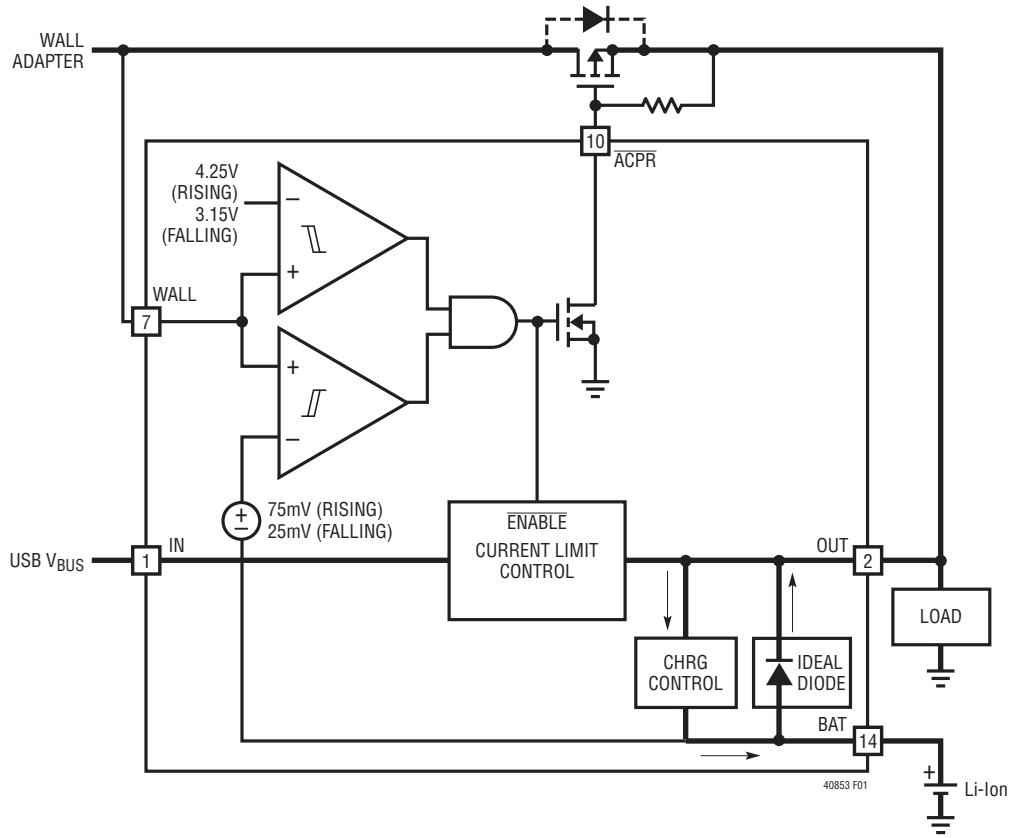 WALL
ADAPTER
10
ACPR
4.25V
(RISING)
3.15V
(FALLING)
−
+
WALL
7
+
−
+
−
75mV (RISING)
25mV (FALLING)
ENABLE
CURRENT LIMIT
CONTROL
USB VBUS
1
IN
OUT
2
LOAD
CHRG
CONTROL
IDEAL
DIODE
BAT
14
+
Li-Ion
40853 F01